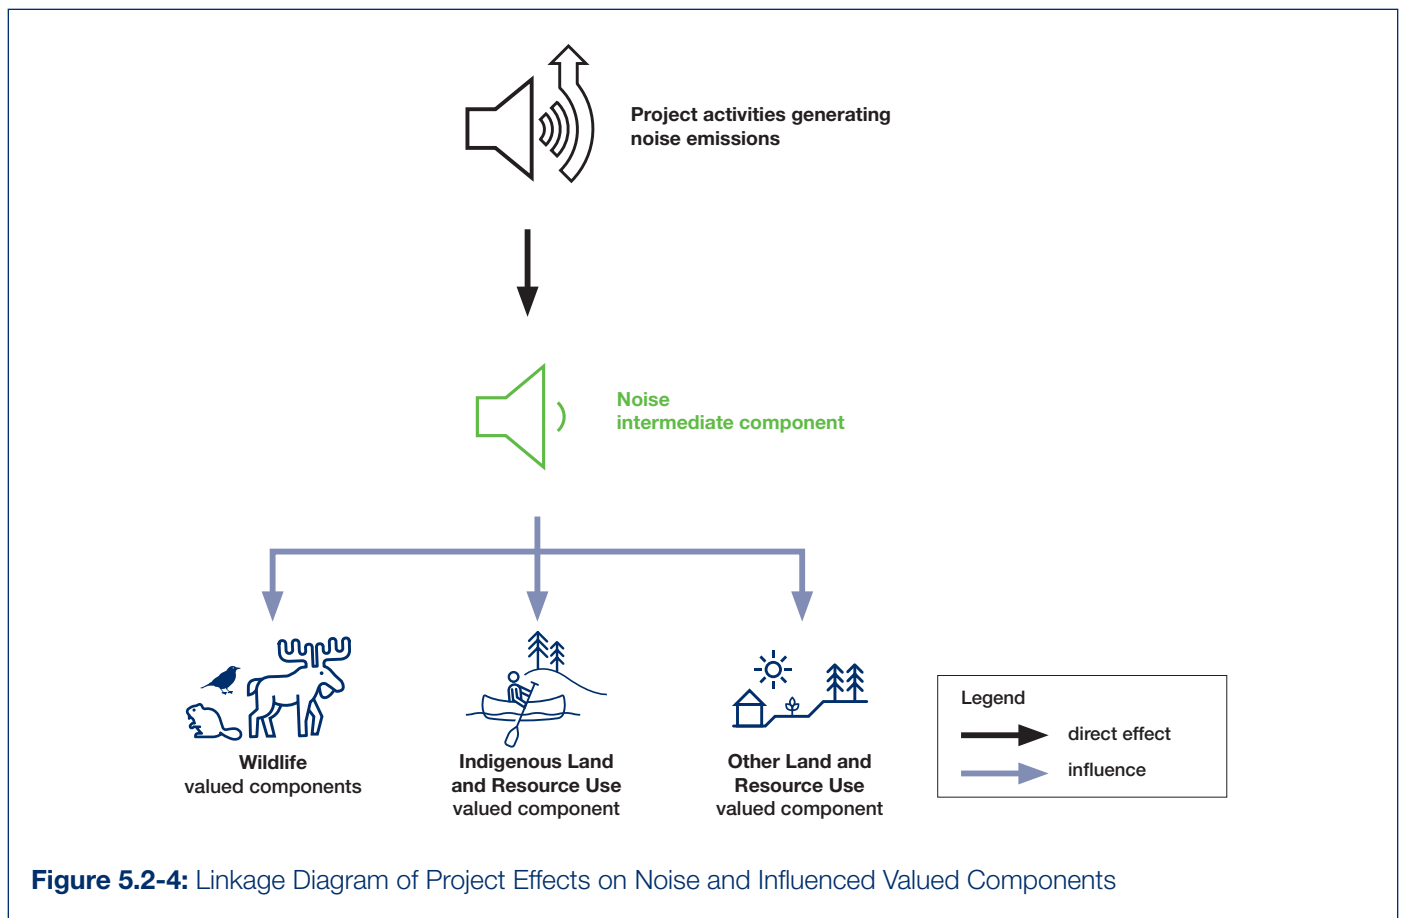 Project activities generating
noise emissions
Noise
intermediate component
Wildlife
valued components
Indigenous Land
and Resource Use
valued component
Other Land and
Resource Use
valued component
Legend
direct effect
influence
Figure 5.2-4: Linkage Diagram of Project Effects on Noise and Influenced Valued Components